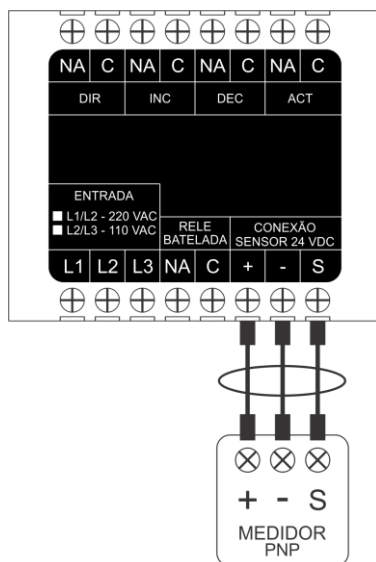 NA C NA C NA C NA C
DIR INC DEC ACT
ENTRADA
L1/L2 - 220 VAC
L2/L3 - 110 VAC
RELE BATELADA
CONEXÃO SENSOR 24 VDC
L1 L2 L3 NA C + - S
+ - S
MEDIDOR
PNP